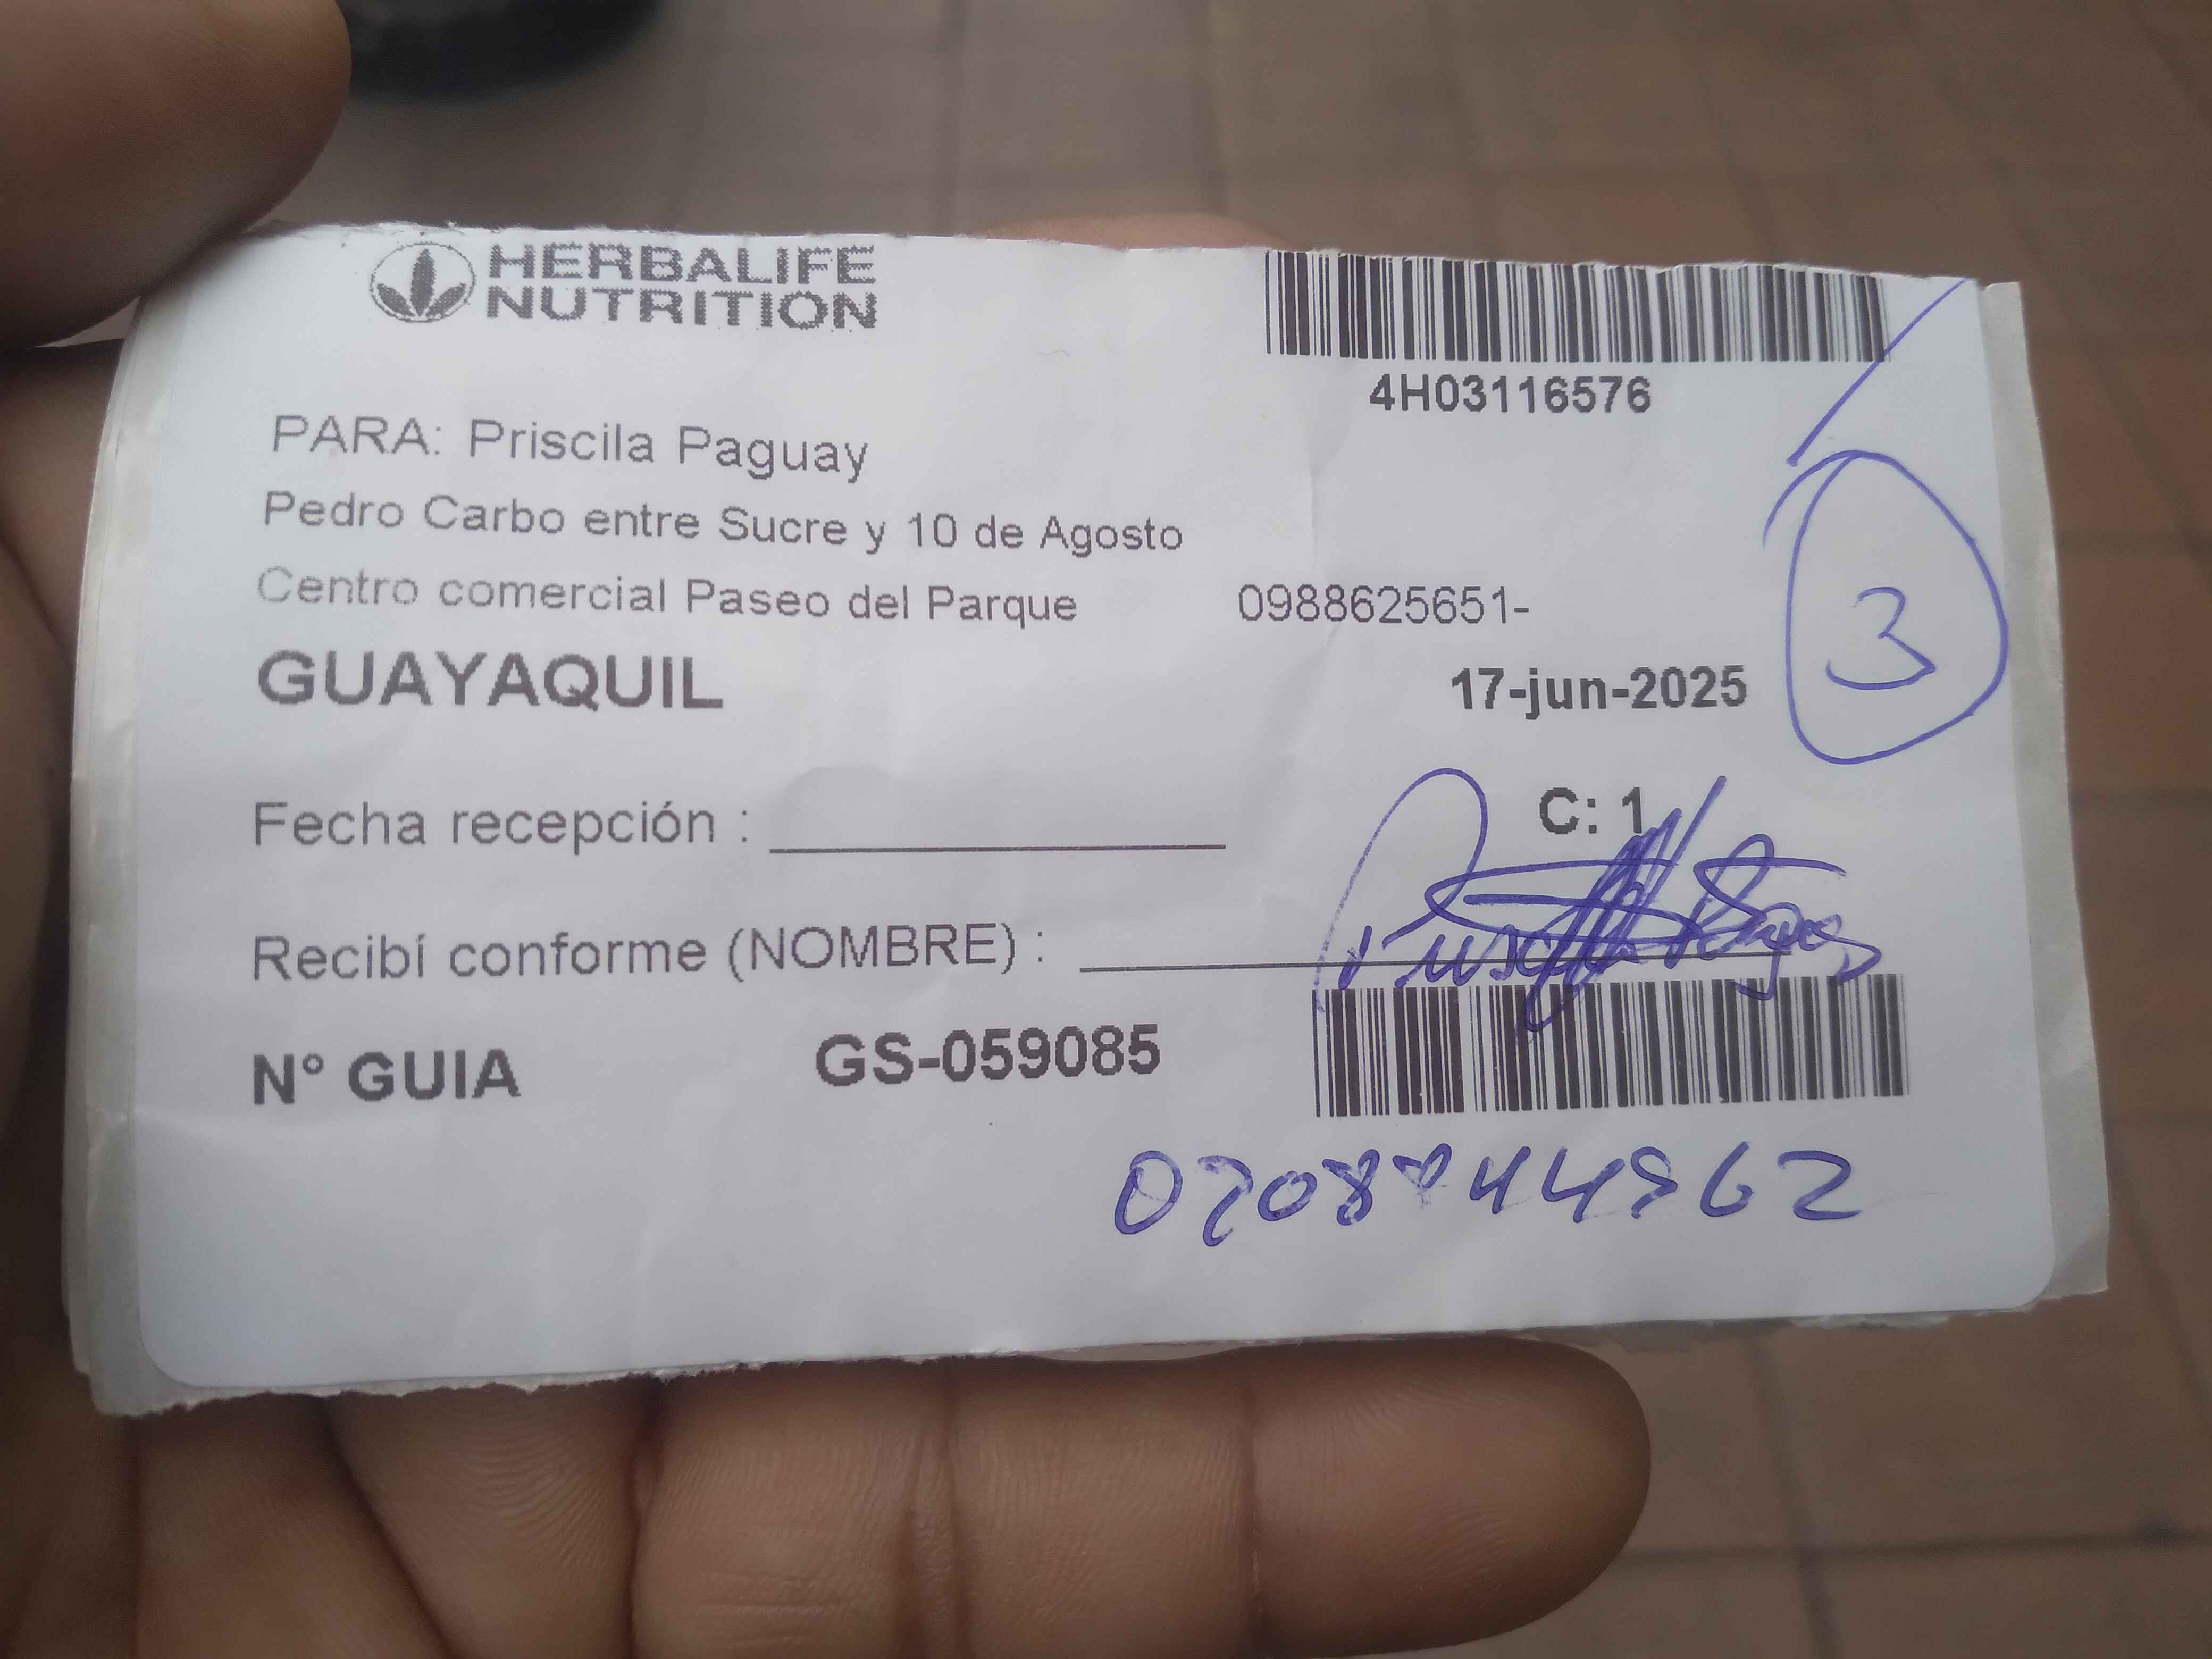 HERBALIFE
NUTRITION
4H03116576
PARA: Priscila Paguay
Pedro Carbo entre Sucre y 10 de Agosto
Centro comercial Paseo del Parque 0988625651-
GUAYAQUIL 17-jun-2025
3
Fecha recepción : C: 1
Recibí conforme (NOMBRE) :
N° GUIA GS-059085